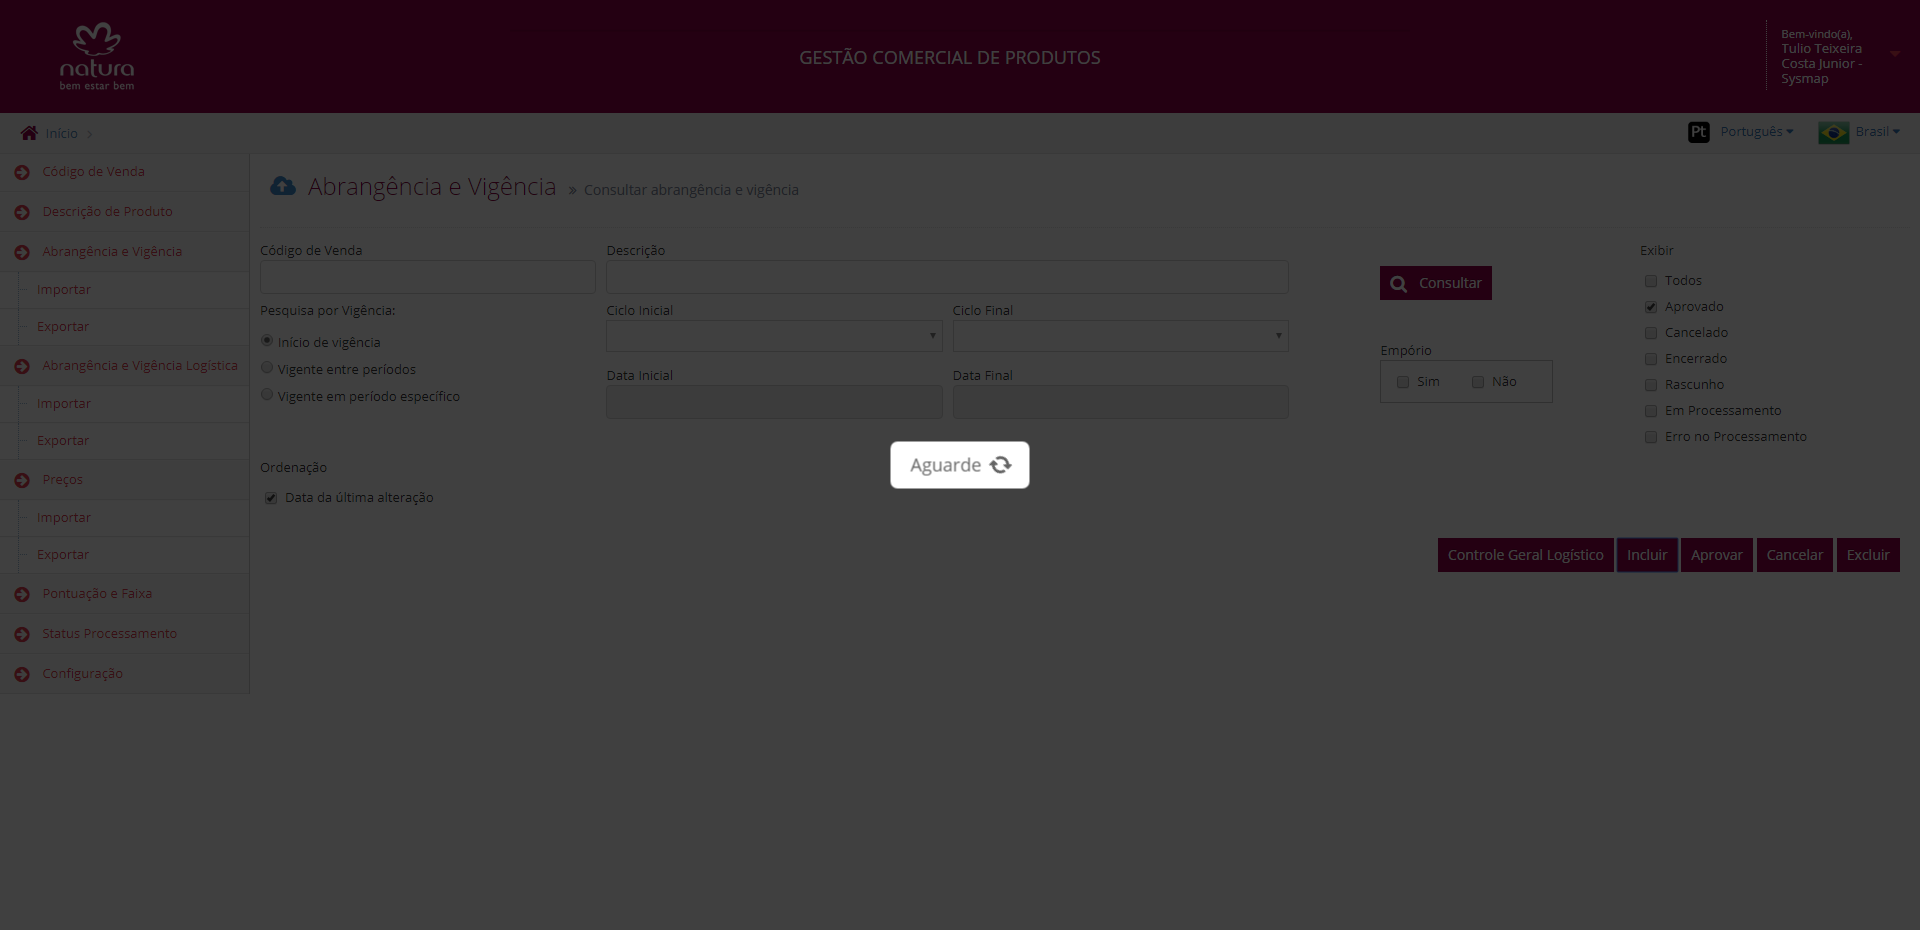 natura
bem estar bem
GESTÃO COMERCIAL DE PRODUTOS
Bem-vindo(a),
Tulio Teixeira
Costa Junior -
Sysmap
Início
Pt Português
Brasil
Código de Venda
Descrição de Produto
Abrangência e Vigência
Importar
Exportar
Abrangência e Vigência Logística
Importar
Exportar
Preços
Importar
Exportar
Pontuação e Faixa
Status Processamento
Configuração
Abrangência e Vigência » Consultar abrangência e vigência
Código de Venda
Descrição
Pesquisa por Vigência:
Início de vigência
Vigente entre períodos
Vigente em período específico
Ciclo Inicial
Ciclo Final
Data Inicial
Data Final
Consultar
Empório
Sim
Não
Exibir
Todos
Aprovado
Cancelado
Encerrado
Rascunho
Em Processamento
Erro no Processamento
Aguarde
Ordenação
Data da última alteração
Controle Geral Logístico
Incluir
Aprovar
Cancelar
Excluir